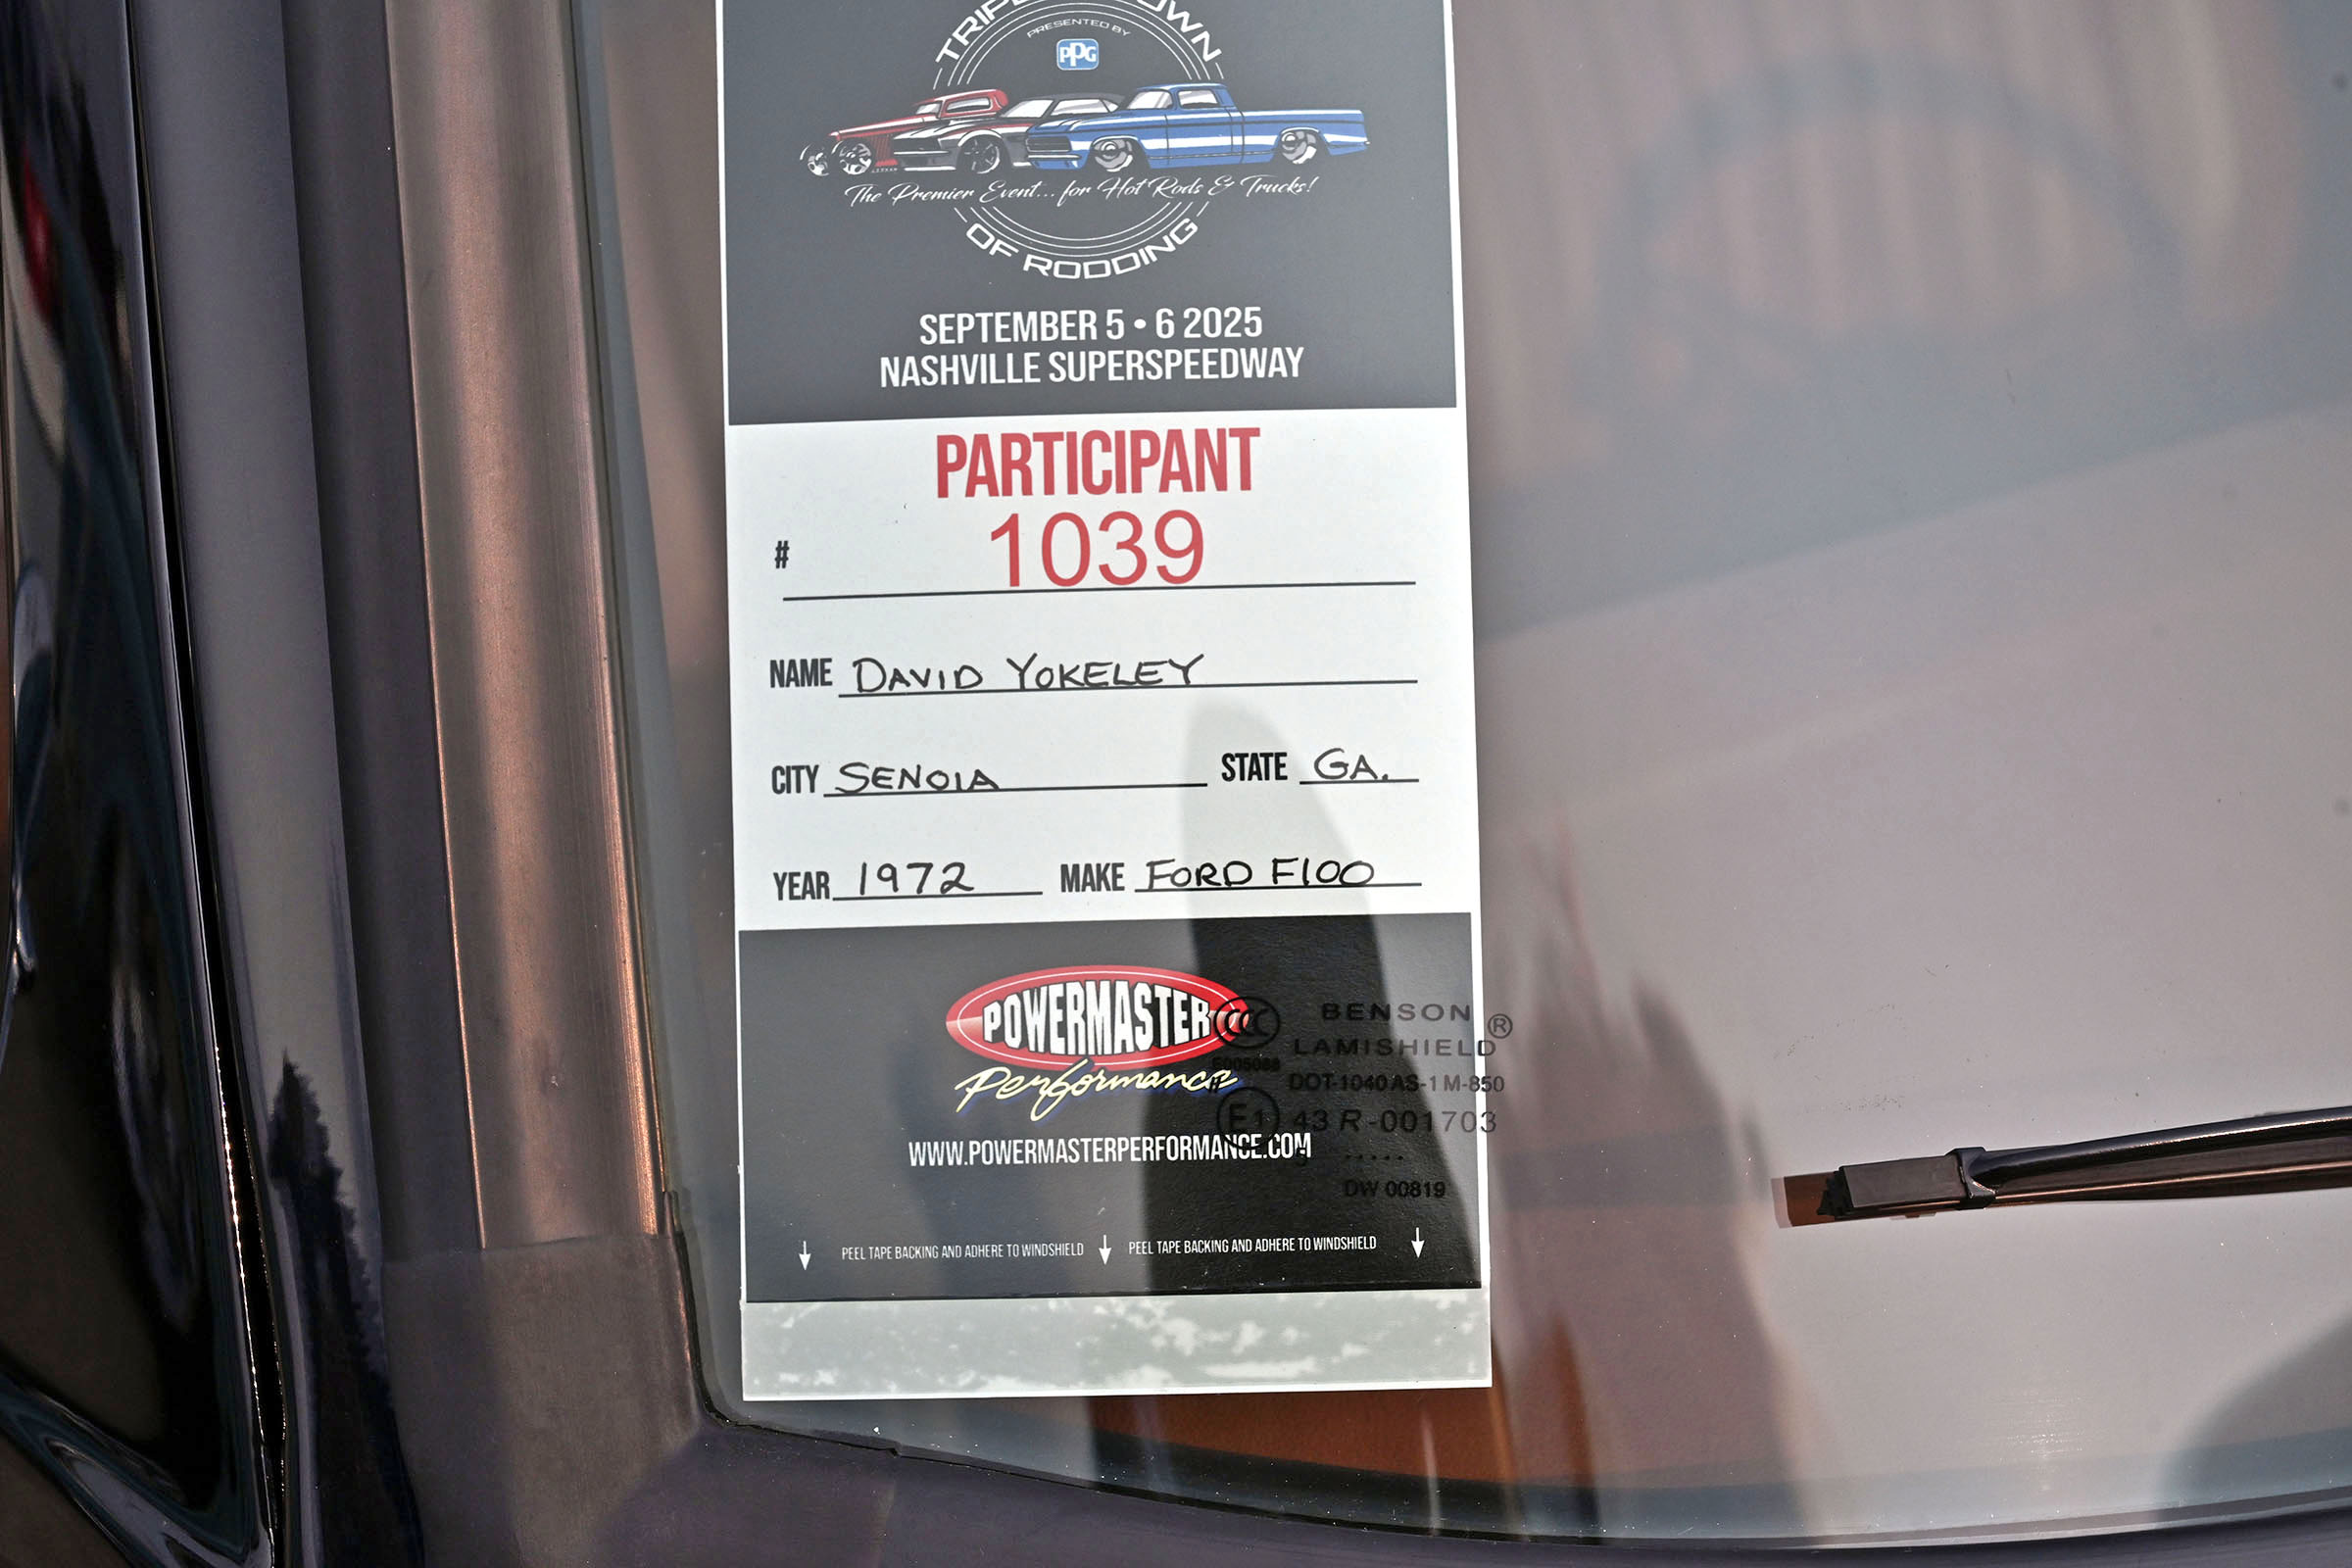 PRESENTED BY
PPG
The Premier Event... for Hot Rods & Trucks!
OF RODDING
SEPTEMBER 5 • 6 2025
NASHVILLE SUPERSPEEDWAY
PARTICIPANT
# 1039
NAME DAVID YOKELEY
CITY SENOIA STATE GA.
YEAR 1972 MAKE FORD F100
POWERMASTER
Performance
WWW.POWERMASTERPERFORMANCE.COM
BENSON ®
LAMISHIELD
DOT-1040 AS-1 M-850
E1 43 R-001703
DW 00819
PEEL TAPE BACKING AND ADHERE TO WINDSHIELD PEEL TAPE BACKING AND ADHERE TO WINDSHIELD